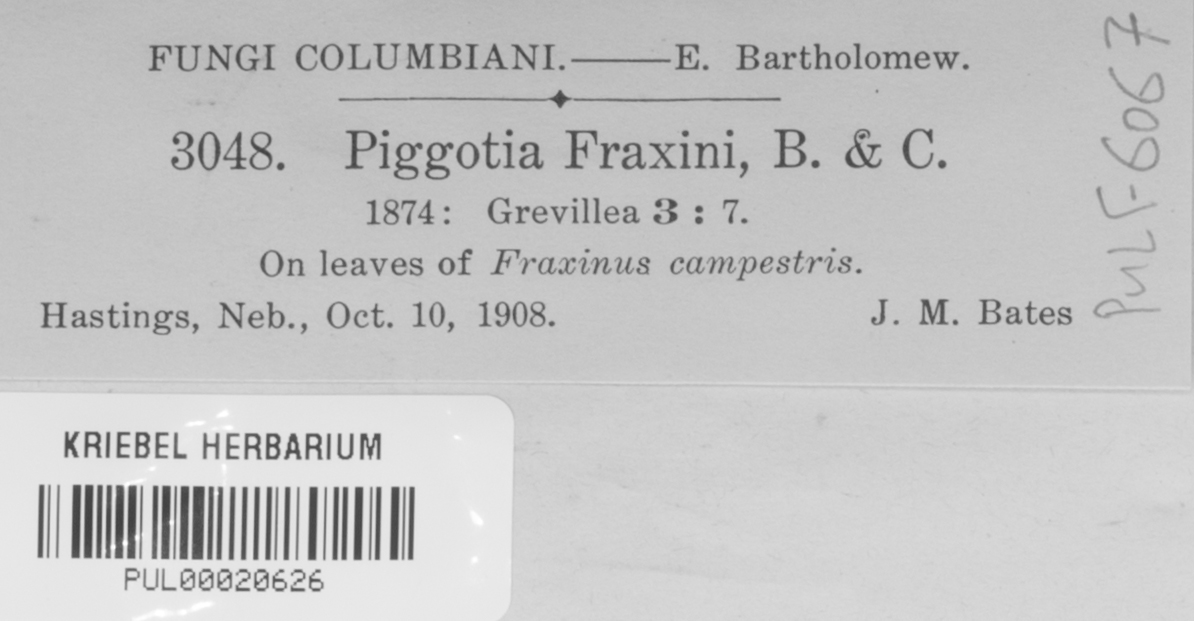 FUNGI COLUMBIANI.——E. Bartholomew.
3048. Piggotia Fraxini, B. & C.
1874: Grevillea 3 : 7.
On leaves of Fraxinus campestris.
Hastings, Neb., Oct. 10, 1908. J. M. Bates
PUL F-6067
KRIEBEL HERBARIUM
PUL00020626